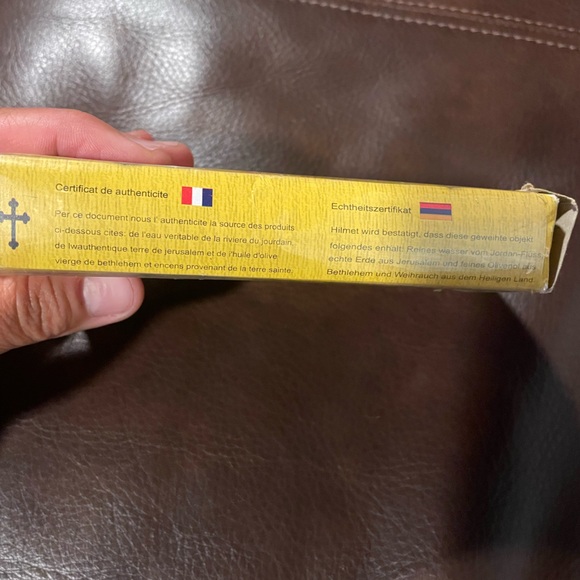 Certificat de authenticite
Per ce document nous l' authenticite la source des produits
ci-dessous cites: de l'eau veritable de la riviere du jourdain,
de lwauthentique terre de jerusalem et de l'huile d'olive
vierge de bethlehem et encens provenant de la terre sainte.
Echtheitszertifikat
Hilmet wird bestatigt, dass diese geweihte objekt
folgendes enhalt: Reines wasser vom Jordan-Fluss
echte Erde aus Jerusalem und feines Olivenol aus
Bethlehem und Weihrauch aus dem Heiligen Land.